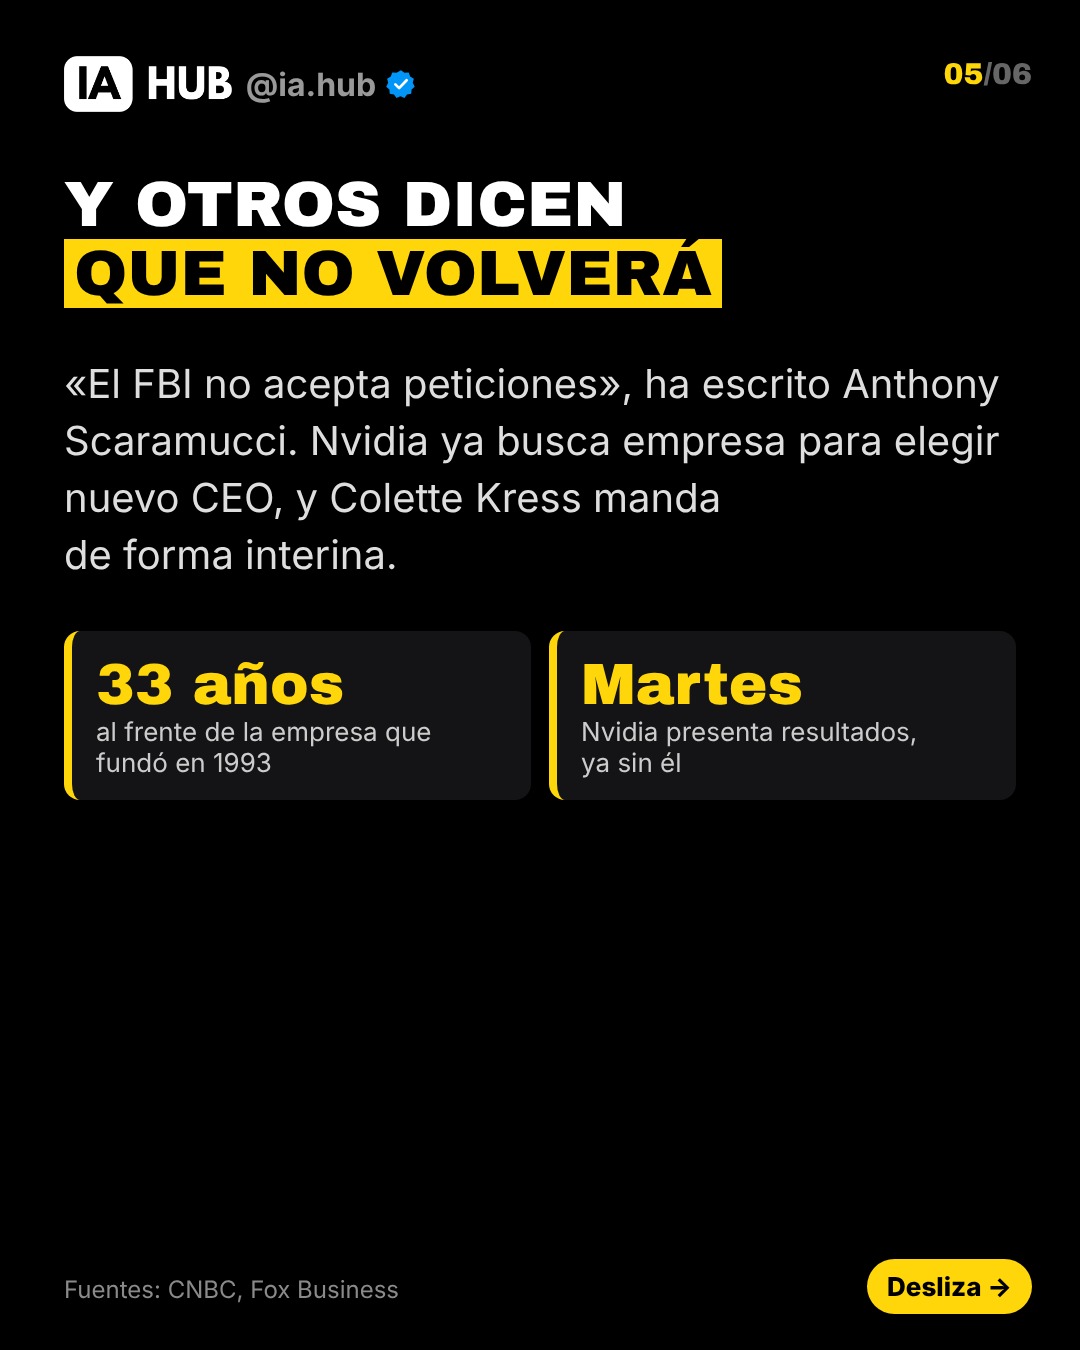 IA HUB @ia.hub
05/06
Y OTROS DICEN
QUE NO VOLVERÁ
«El FBI no acepta peticiones», ha escrito Anthony
Scaramucci. Nvidia ya busca empresa para elegir
nuevo CEO, y Colette Kress manda
de forma interina.
33 años
al frente de la empresa que
fundó en 1993
Martes
Nvidia presenta resultados,
ya sin él
Fuentes: CNBC, Fox Business
Desliza →